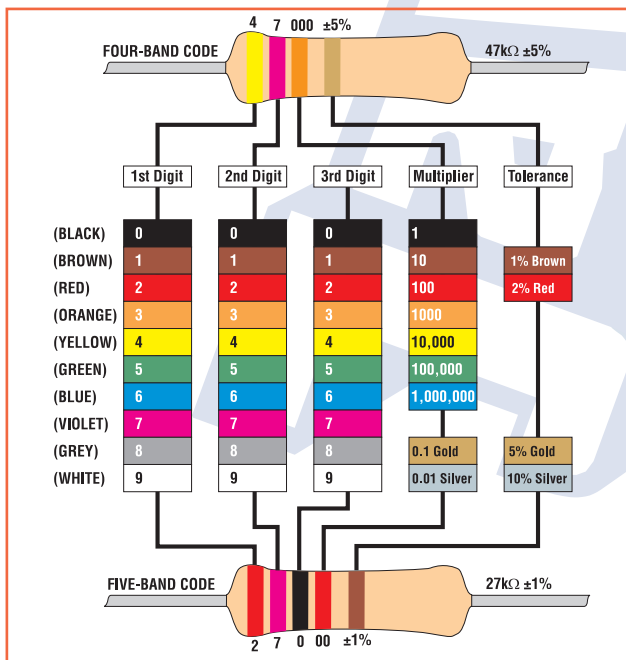 4 7 000 ±5%
FOUR-BAND CODE 47kΩ ±5%
1st Digit 2nd Digit 3rd Digit Multiplier Tolerance
(BLACK) 0 0 0 1
(BROWN) 1 1 1 10 1% Brown
(RED) 2 2 2 100 2% Red
(ORANGE) 3 3 3 1000
(YELLOW) 4 4 4 10,000
(GREEN) 5 5 5 100,000
(BLUE) 6 6 6 1,000,000
(VIOLET) 7 7 7
(GREY) 8 8 8 0.1 Gold 5% Gold
(WHITE) 9 9 9 0.01 Silver 10% Silver
FIVE-BAND CODE 27kΩ ±1%
2 7 0 00 ±1%